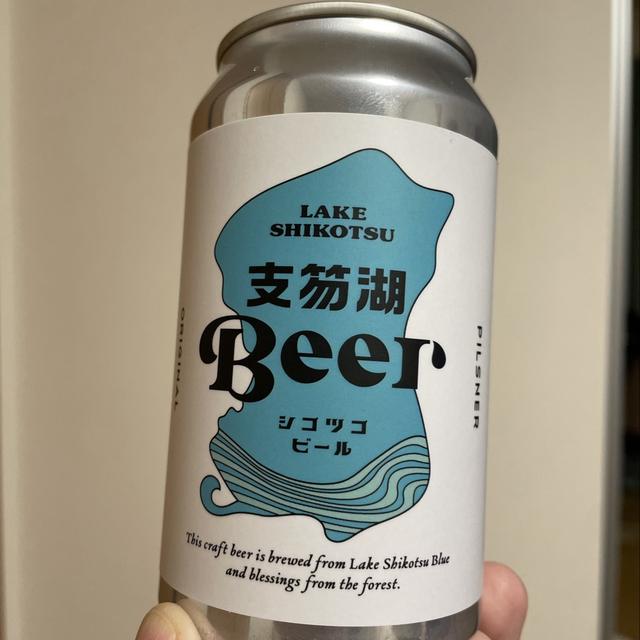 LAKE
SHIKOTSU
支笏湖
Beer
シコツコ
ビール
ORIGINAL
PILSNER
This craft beer is brewed from Lake Shikotsu Blue
and blessings from the forest.